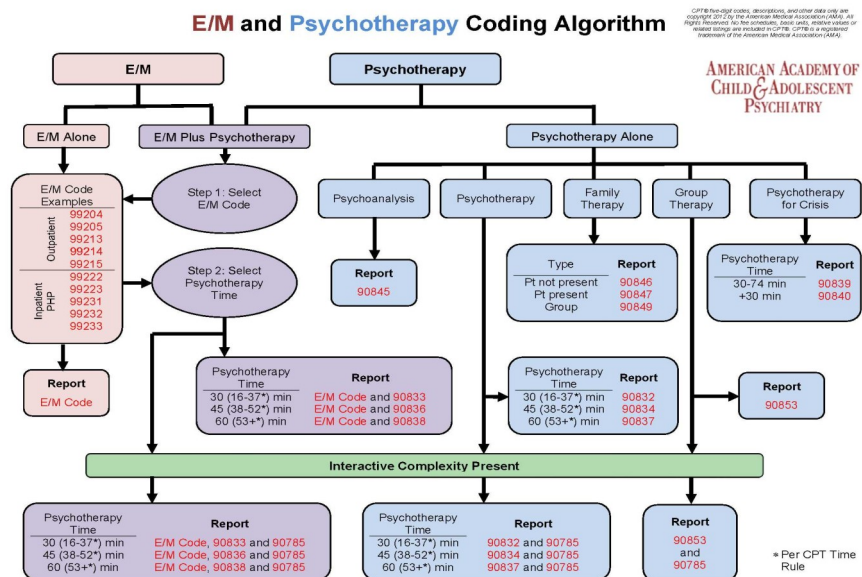 E/M and Psychotherapy Coding Algorithm
CPT® five-digit codes, descriptions, and other data only are
copyright 2012 by the American Medical Association (AMA). All
Rights Reserved. No fee schedules, basic units, relative values or
related listings are included in CPT®. CPT® is a registered
trademark of the American Medical Association (AMA).
AMERICAN ACADEMY OF
CHILD & ADOLESCENT
PSYCHIATRY
E/M
Psychotherapy
E/M Alone
E/M Plus Psychotherapy
Psychotherapy Alone
E/M Code
Examples
Outpatient
99204
99205
99213
99214
99215
Inpatient
PHP
99222
99223
99231
99232
99233
Report
E/M Code
Step 1: Select
E/M Code
Step 2: Select
Psychotherapy
Time
Psychoanalysis
Psychotherapy
Family
Therapy
Group
Therapy
Psychotherapy
for Crisis
Report
90845
Type Report
Pt not present 90846
Pt present 90847
Group 90849
Psychotherapy
Time Report
30-74 min 90839
+30 min 90840
Psychotherapy
Time Report
30 (16-37*) min E/M Code and 90833
45 (38-52*) min E/M Code and 90836
60 (53+*) min E/M Code and 90838
Psychotherapy
Time Report
30 (16-37*) min 90832
45 (38-52*) min 90834
60 (53+*) min 90837
Report
90853
Interactive Complexity Present
Psychotherapy
Time Report
30 (16-37*) min E/M Code, 90833 and 90785
45 (38-52*) min E/M Code, 90836 and 90785
60 (53+*) min E/M Code, 90838 and 90785
Psychotherapy
Time Report
30 (16-37*) min 90832 and 90785
45 (38-52*) min 90834 and 90785
60 (53+*) min 90837 and 90785
Report
90853
and
90785
* Per CPT Time
Rule